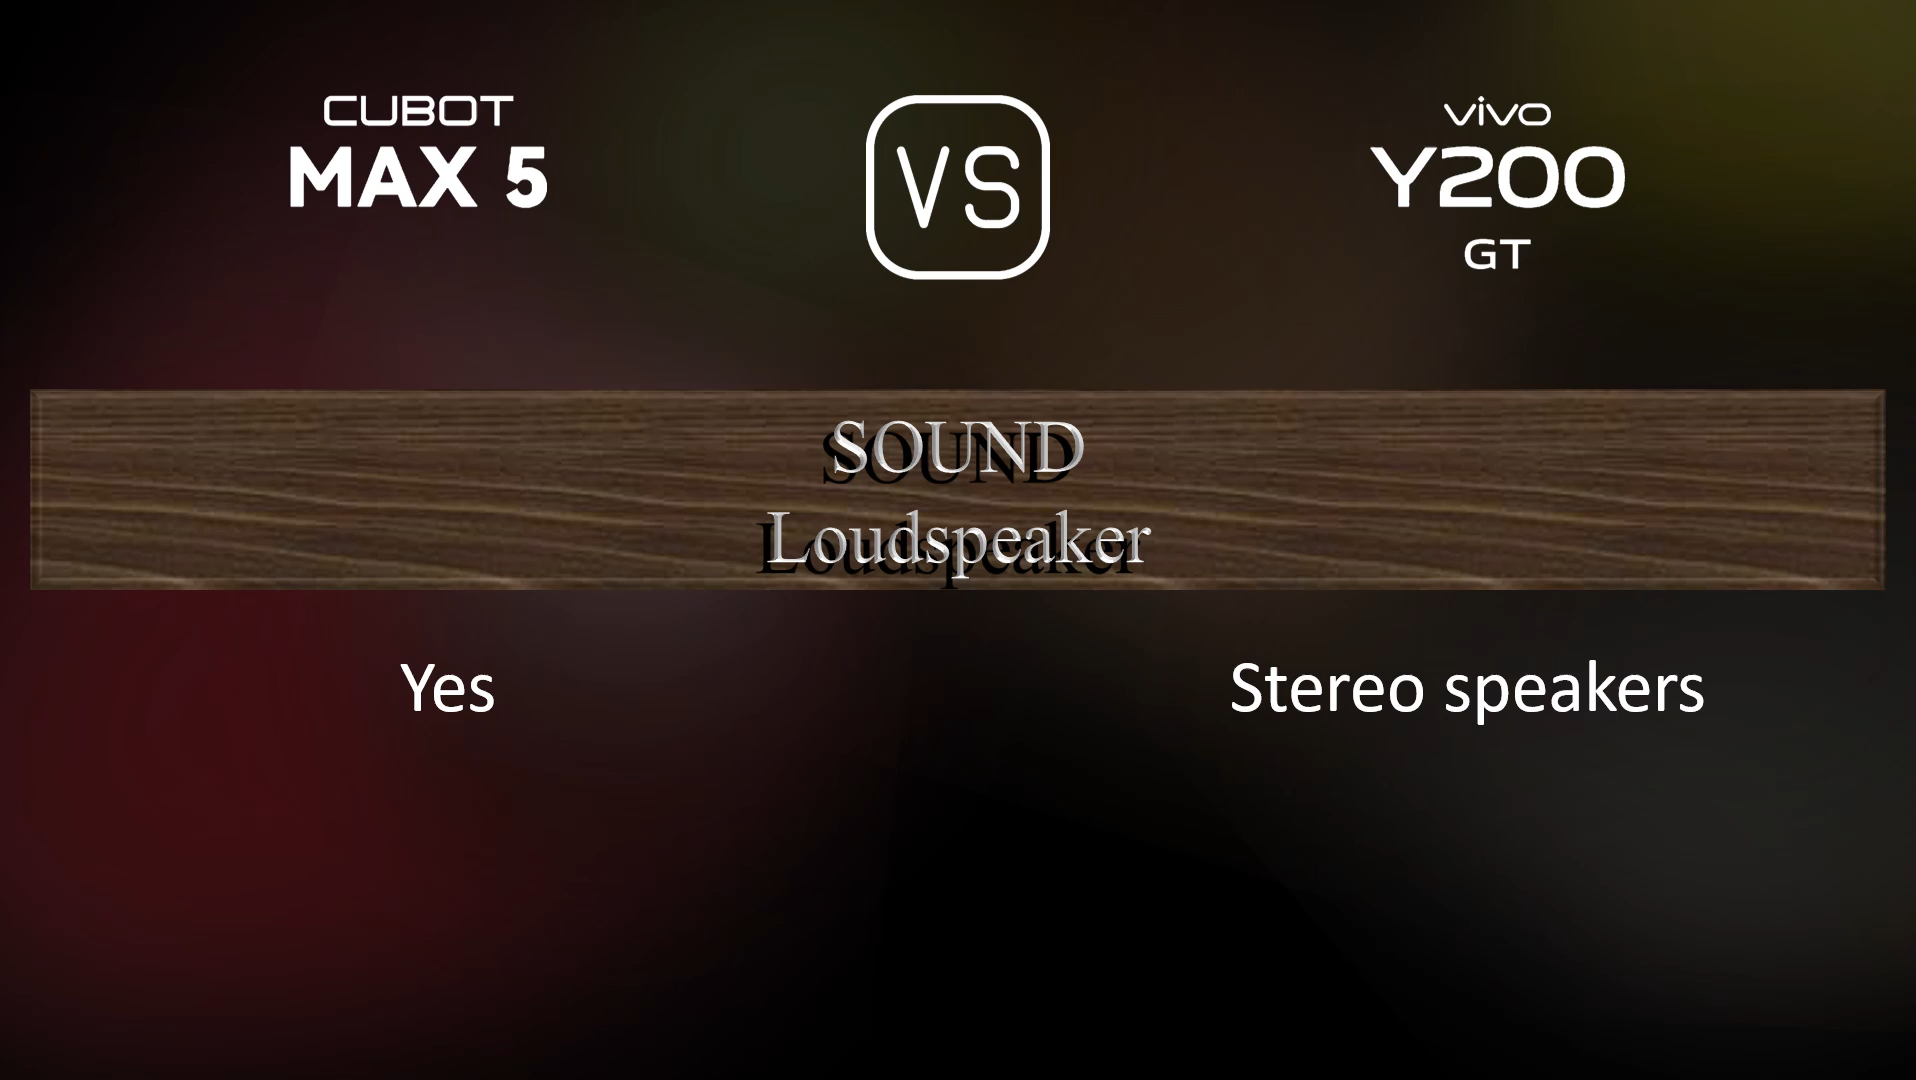 CUBOT
MAX 5
VS
vivo
Y200
GT
SOUND
Loudspeaker
Yes
Stereo speakers